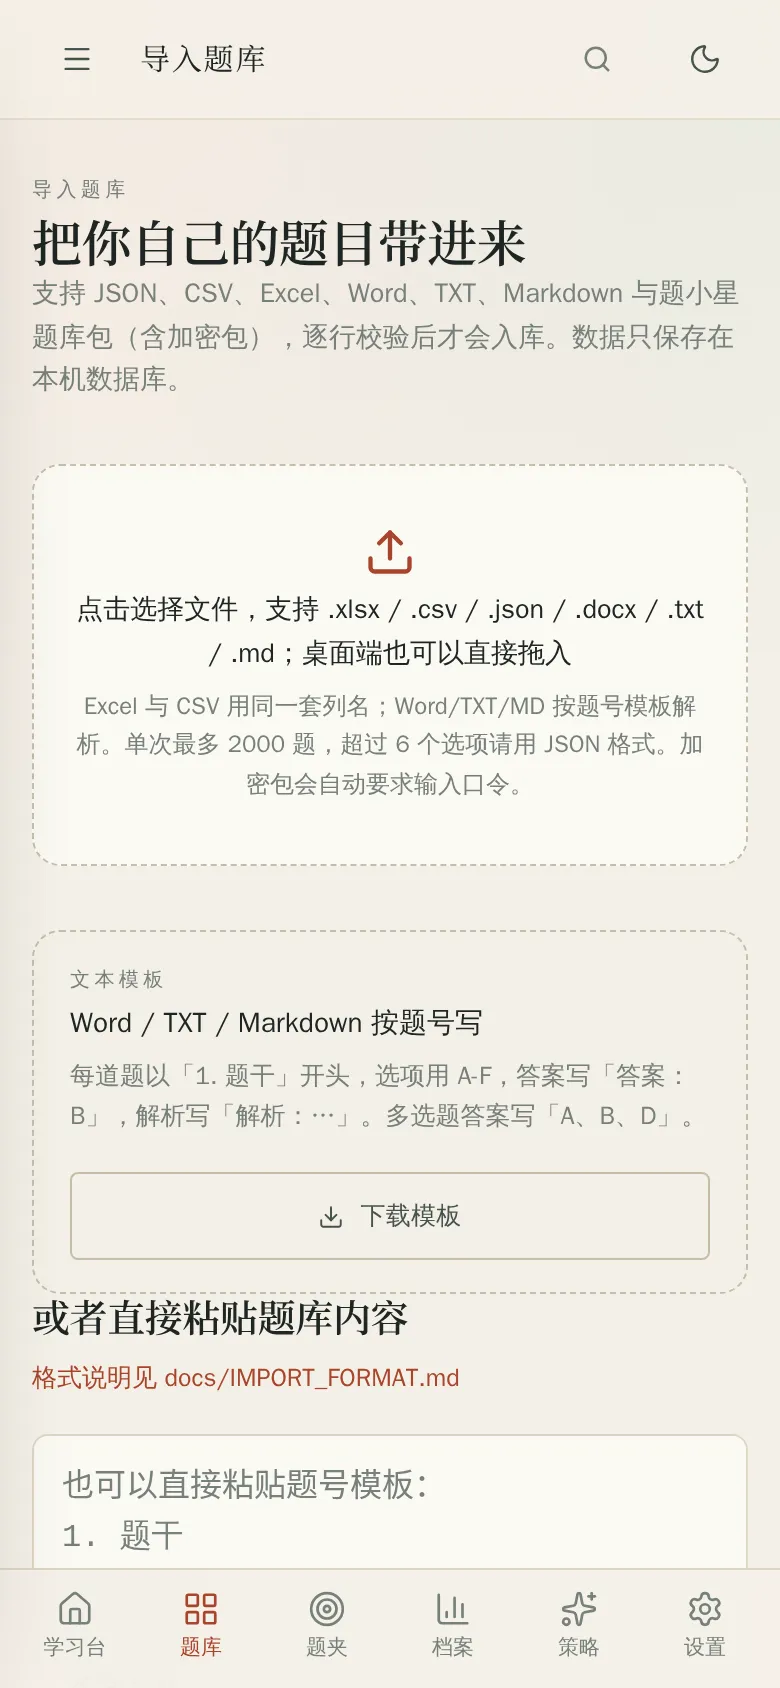 导入题库
导入题库
把你自己的题目带进来
支持 JSON、CSV、Excel、Word、TXT、Markdown 与题小星
题库包（含加密包），逐行校验后才会入库。数据只保存在
本机数据库。
点击选择文件，支持 .xlsx / .csv / .json / .docx / .txt
/ .md；桌面端也可以直接拖入
Excel 与 CSV 用同一套列名；Word/TXT/MD 按题号模板解
析。单次最多 2000 题，超过 6 个选项请用 JSON 格式。加
密包会自动要求输入口令。
文本模板
Word / TXT / Markdown 按题号写
每道题以「1. 题干」开头，选项用 A-F，答案写「答案：
B」，解析写「解析：…」。多选题答案写「A、B、D」。
下载模板
或者直接粘贴题库内容
格式说明见 docs/IMPORT_FORMAT.md
也可以直接粘贴题号模板：
1. 题干
学习台 题库 题夹 档案 策略 设置